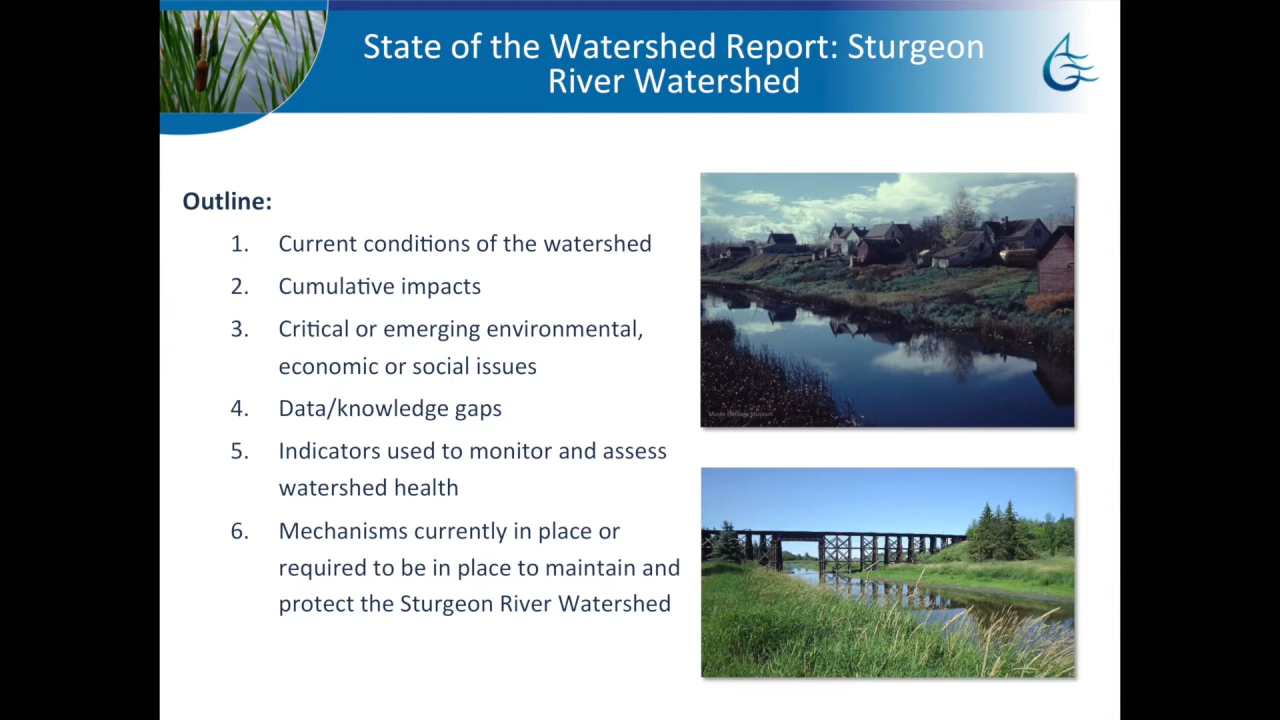 State of the Watershed Report: Sturgeon
River Watershed
Outline:
1. Current conditions of the watershed
2. Cumulative impacts
3. Critical or emerging environmental,
economic or social issues
4. Data/knowledge gaps
5. Indicators used to monitor and assess
watershed health
6. Mechanisms currently in place or
required to be in place to maintain and
protect the Sturgeon River Watershed
Musée Heritage Museum